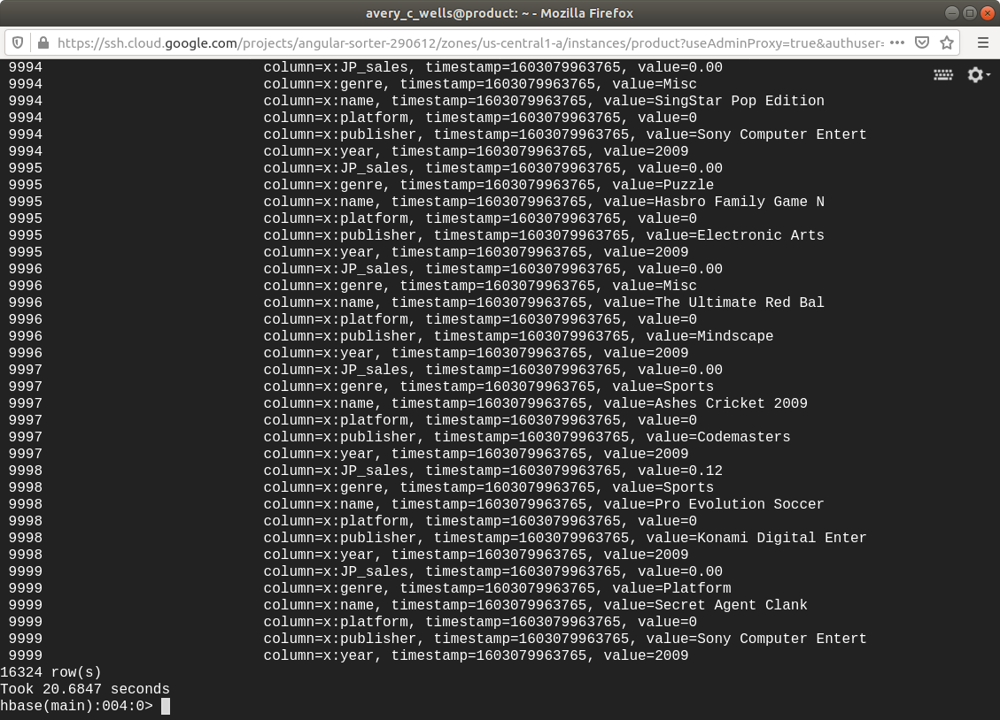 avery_c_wells@product: ~ - Mozilla Firefox
https://ssh.cloud.google.com/projects/angular-sorter-290612/zones/us-central1-a/instances/product?useAdminProxy=true&authuser=
9994 column=x:JP_sales, timestamp=1603079963765, value=0.00
9994 column=x:genre, timestamp=1603079963765, value=Misc
9994 column=x:name, timestamp=1603079963765, value=SingStar Pop Edition
9994 column=x:platform, timestamp=1603079963765, value=0
9994 column=x:publisher, timestamp=1603079963765, value=Sony Computer Entert
9994 column=x:year, timestamp=1603079963765, value=2009
9995 column=x:JP_sales, timestamp=1603079963765, value=0.00
9995 column=x:genre, timestamp=1603079963765, value=Puzzle
9995 column=x:name, timestamp=1603079963765, value=Hasbro Family Game N
9995 column=x:platform, timestamp=1603079963765, value=0
9995 column=x:publisher, timestamp=1603079963765, value=Electronic Arts
9995 column=x:year, timestamp=1603079963765, value=2009
9996 column=x:JP_sales, timestamp=1603079963765, value=0.00
9996 column=x:genre, timestamp=1603079963765, value=Misc
9996 column=x:name, timestamp=1603079963765, value=The Ultimate Red Bal
9996 column=x:platform, timestamp=1603079963765, value=0
9996 column=x:publisher, timestamp=1603079963765, value=Mindscape
9996 column=x:year, timestamp=1603079963765, value=2009
9997 column=x:JP_sales, timestamp=1603079963765, value=0.00
9997 column=x:genre, timestamp=1603079963765, value=Sports
9997 column=x:name, timestamp=1603079963765, value=Ashes Cricket 2009
9997 column=x:platform, timestamp=1603079963765, value=0
9997 column=x:publisher, timestamp=1603079963765, value=Codemasters
9997 column=x:year, timestamp=1603079963765, value=2009
9998 column=x:JP_sales, timestamp=1603079963765, value=0.12
9998 column=x:genre, timestamp=1603079963765, value=Sports
9998 column=x:name, timestamp=1603079963765, value=Pro Evolution Soccer
9998 column=x:platform, timestamp=1603079963765, value=0
9998 column=x:publisher, timestamp=1603079963765, value=Konami Digital Enter
9998 column=x:year, timestamp=1603079963765, value=2009
9999 column=x:JP_sales, timestamp=1603079963765, value=0.00
9999 column=x:genre, timestamp=1603079963765, value=Platform
9999 column=x:name, timestamp=1603079963765, value=Secret Agent Clank
9999 column=x:platform, timestamp=1603079963765, value=0
9999 column=x:publisher, timestamp=1603079963765, value=Sony Computer Entert
9999 column=x:year, timestamp=1603079963765, value=2009
16324 row(s)
Took 20.6847 seconds
hbase(main):004:0>